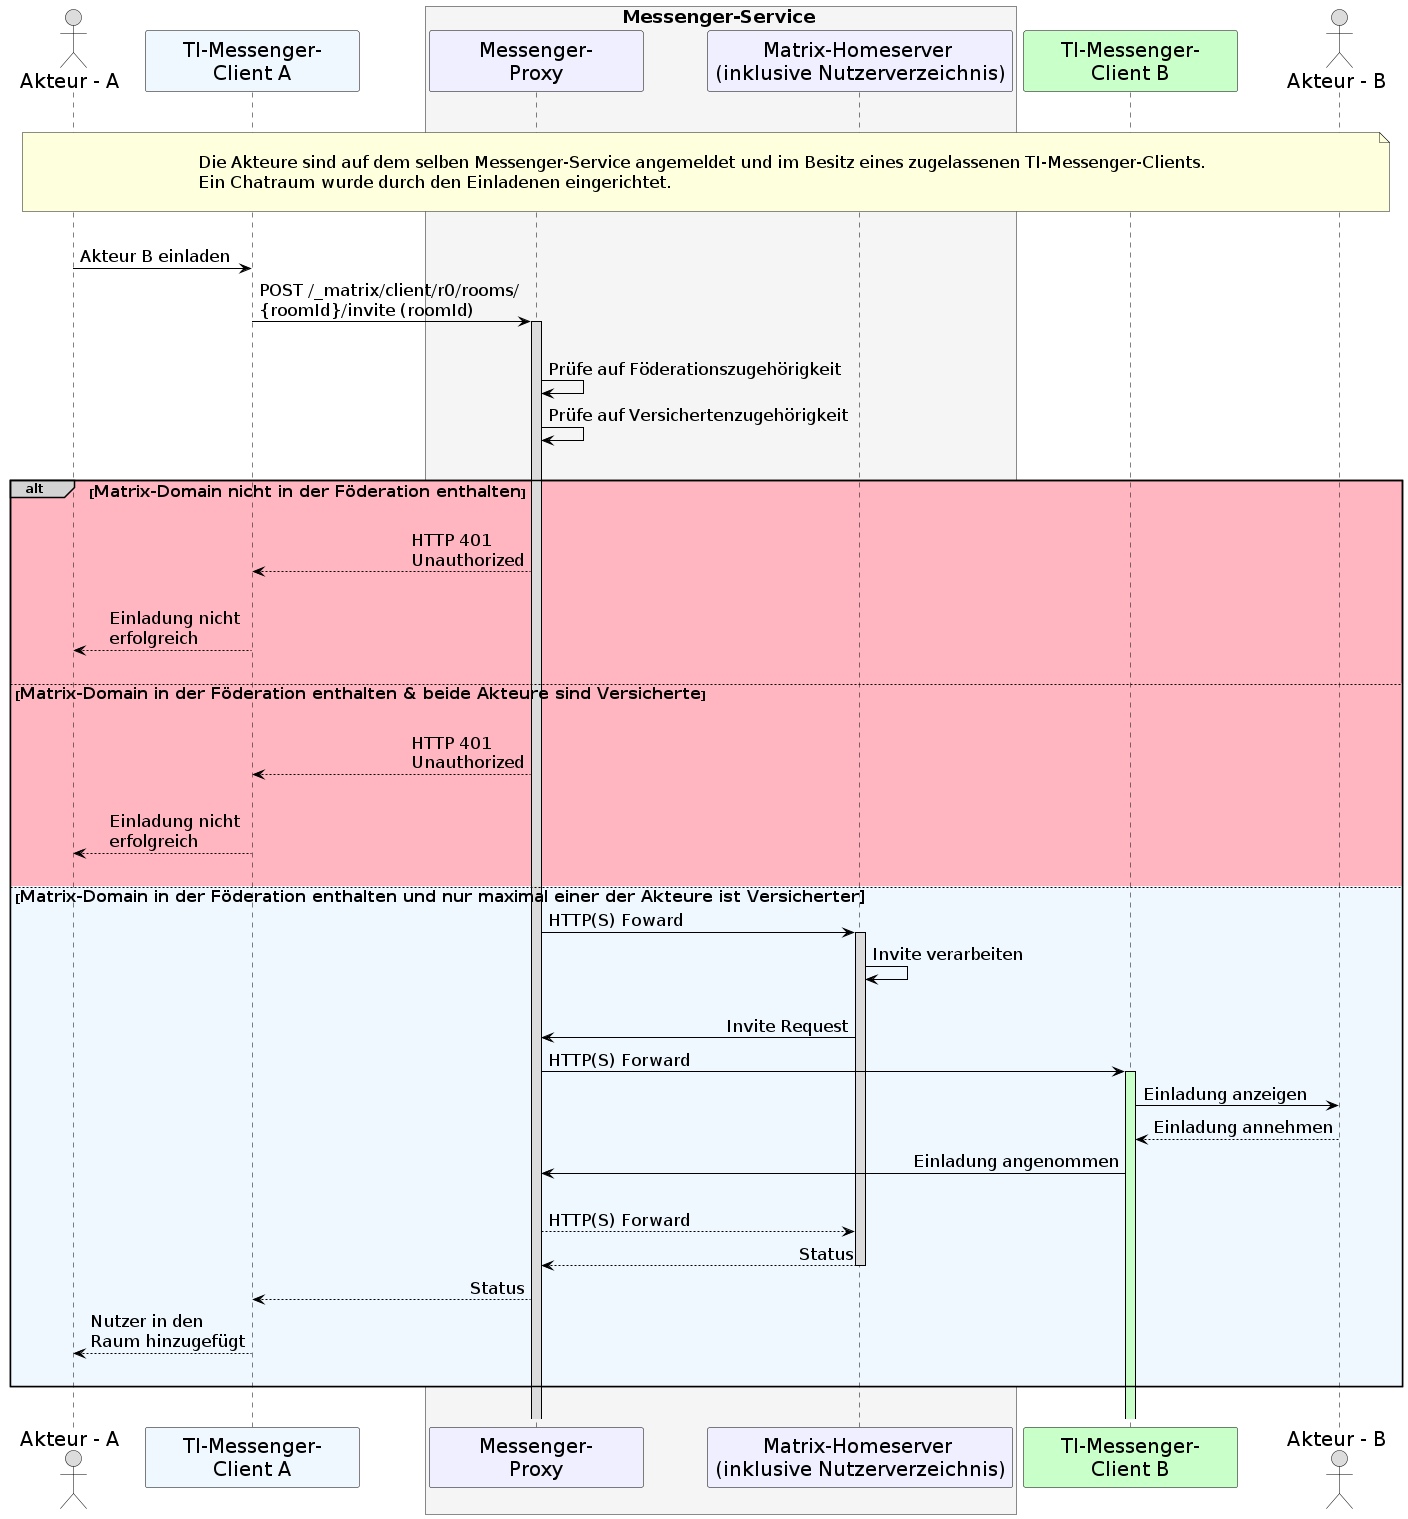 Messenger-Service
Akteur - A
TI-Messenger-
Client A
Messenger-
Proxy
Matrix-Homeserver
(inklusive Nutzerverzeichnis)
TI-Messenger-
Client B
Akteur - B
Die Akteure sind auf dem selben Messenger-Service angemeldet und im Besitz eines zugelassenen TI-Messenger-Clients.
Ein Chatraum wurde durch den Einladenen eingerichtet.
Akteur B einladen
POST /_matrix/client/r0/rooms/
{roomId}/invite (roomId)
Prüfe auf Föderationszugehörigkeit
Prüfe auf Versichertenzugehörigkeit
alt
[Matrix-Domain nicht in der Föderation enthalten]
HTTP 401
Unauthorized
Einladung nicht
erfolgreich
[Matrix-Domain in der Föderation enthalten & beide Akteure sind Versicherte]
HTTP 401
Unauthorized
Einladung nicht
erfolgreich
[Matrix-Domain in der Föderation enthalten und nur maximal einer der Akteure ist Versicherter]
HTTP(S) Foward
Invite verarbeiten
Invite Request
HTTP(S) Forward
Einladung anzeigen
Einladung annehmen
Einladung angenommen
HTTP(S) Forward
Status
Status
Nutzer in den
Raum hinzugefügt
Akteur - A
TI-Messenger-
Client A
Messenger-
Proxy
Matrix-Homeserver
(inklusive Nutzerverzeichnis)
TI-Messenger-
Client B
Akteur - B